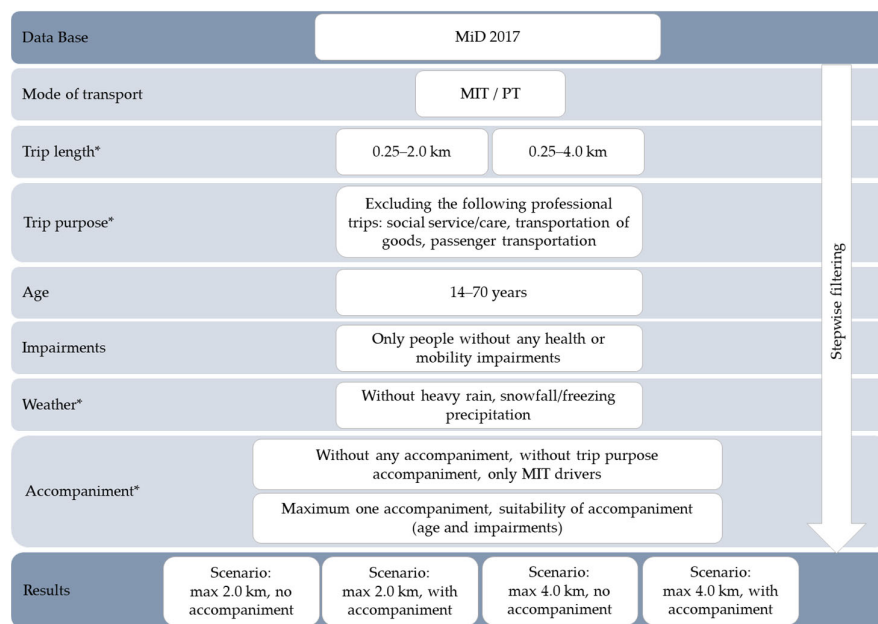 Data Base
MiD 2017
Mode of transport
MIT / PT
Trip length*
0.25–2.0 km
0.25–4.0 km
Trip purpose*
Excluding the following professional
trips: social service/care, transportation of
goods, passenger transportation
Age
14–70 years
Impairments
Only people without any health or
mobility impairments
Weather*
Without heavy rain, snowfall/freezing
precipitation
Accompaniment*
Without any accompaniment, without trip purpose
accompaniment, only MIT drivers
Maximum one accompaniment, suitability of accompaniment
(age and impairments)
Stepwise filtering
Results
Scenario:
max 2.0 km, no
accompaniment
Scenario:
max 2.0 km, with
accompaniment
Scenario:
max 4.0 km, no
accompaniment
Scenario:
max 4.0 km, with
accompaniment